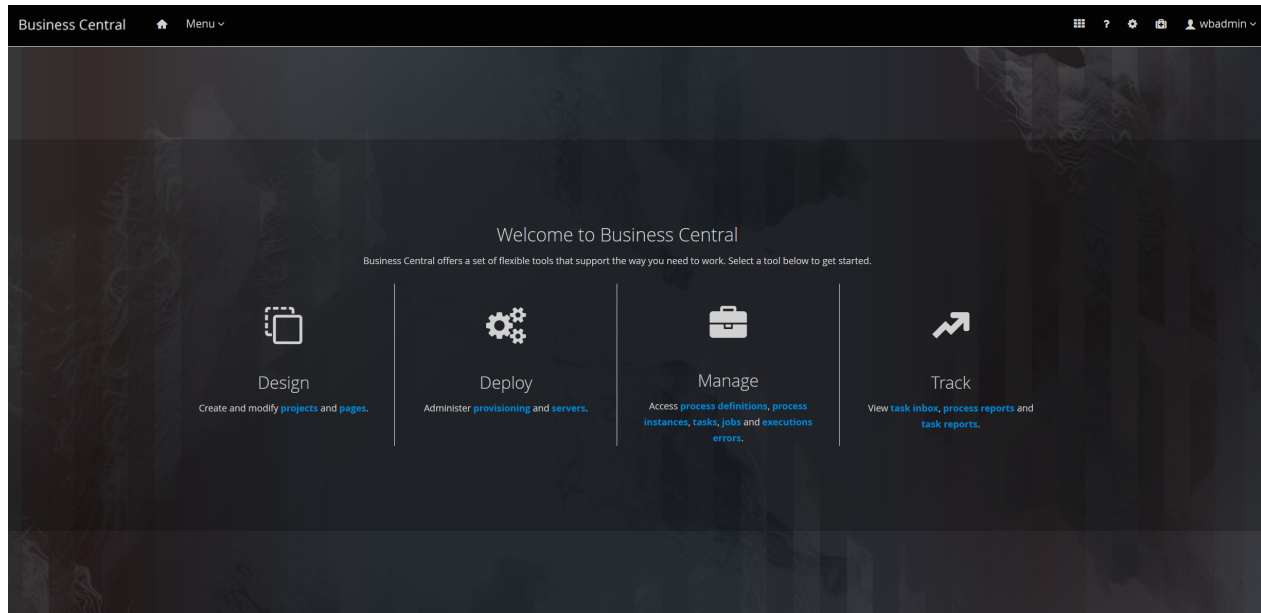 Business Central Menu ? wbadmin
Welcome to Business Central
Business Central offers a set of flexible tools that support the way you need to work. Select a tool below to get started.
Design
Create and modify projects and pages.
Deploy
Administer provisioning and servers.
Manage
Access process definitions, process
instances, tasks, jobs and executions
errors.
Track
View task inbox, process reports and
task reports.